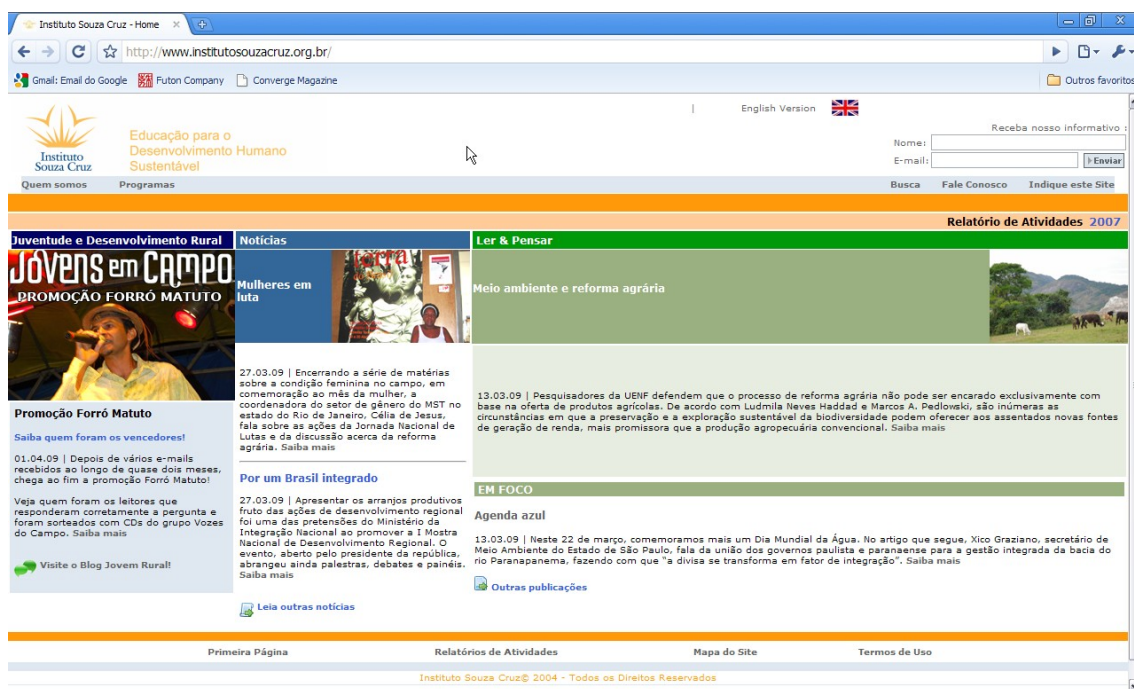 Instituto Souza Cruz - Home
http://www.institutosouzacruz.org.br/
Gmail: Email do Google
Futon Company
Converge Magazine
Outros favoritos
Instituto
Souza Cruz
Educação para o
Desenvolvimento Humano
Sustentável
| English Version
Receba nosso informativo :
Nome:
E-mail:
Enviar
Quem somos
Programas
Busca
Fale Conosco
Indique este Site
Relatório de Atividades 2007
Juventude e Desenvolvimento Rural
JOVENS em CAMPO
PROMOÇÃO FORRÓ MATUTO
Promoção Forró Matuto
Saiba quem foram os vencedores!
01.04.09 | Depois de vários e-mails
recebidos ao longo de quase dois meses,
chega ao fim a promoção Forró Matuto!
Veja quem foram os leitores que
responderam corretamente a pergunta e
foram sorteados com CDs do grupo Vozes
do Campo. Saiba mais
Visite o Blog Jovem Rural!
Notícias
Mulheres em
luta
terra
27.03.09 | Encerrando a série de matérias
sobre a condição feminina no campo, em
comemoração ao mês da mulher, a
coordenadora do setor de gênero do MST no
estado do Rio de Janeiro, Célia de Jesus,
fala sobre as ações da Jornada Nacional de
Lutas e da discussão acerca da reforma
agrária. Saiba mais
Por um Brasil integrado
27.03.09 | Apresentar os arranjos produtivos
fruto das ações de desenvolvimento regional
foi uma das pretensões do Ministério da
Integração Nacional ao promover a I Mostra
Nacional de Desenvolvimento Regional. O
evento, aberto pelo presidente da república,
abrangeu ainda palestras, debates e painéis.
Saiba mais
Leia outras notícias
Ler & Pensar
Meio ambiente e reforma agrária
13.03.09 | Pesquisadores da UENF defendem que o processo de reforma agrária não pode ser encarado exclusivamente com
base na oferta de produtos agrícolas. De acordo com Ludmila Neves Haddad e Marcos A. Pedlowski, são inúmeras as
circunstâncias em que a preservação e a exploração sustentável da biodiversidade podem oferecer aos assentados novas fontes
de geração de renda, mais promissora que a produção agropecuária convencional. Saiba mais
EM FOCO
Agenda azul
13.03.09 | Neste 22 de março, comemoramos mais um Dia Mundial da Água. No artigo que segue, Xico Graziano, secretário de
Meio Ambiente do Estado de São Paulo, fala da união dos governos paulista e paranaense para a gestão integrada da bacia do
rio Paranapanema, fazendo com que "a divisa se transforma em fator de integração". Saiba mais
Outras publicações
Primeira Página
Relatórios de Atividades
Mapa do Site
Termos de Uso
Instituto Souza Cruz© 2004 - Todos os Direitos Reservados